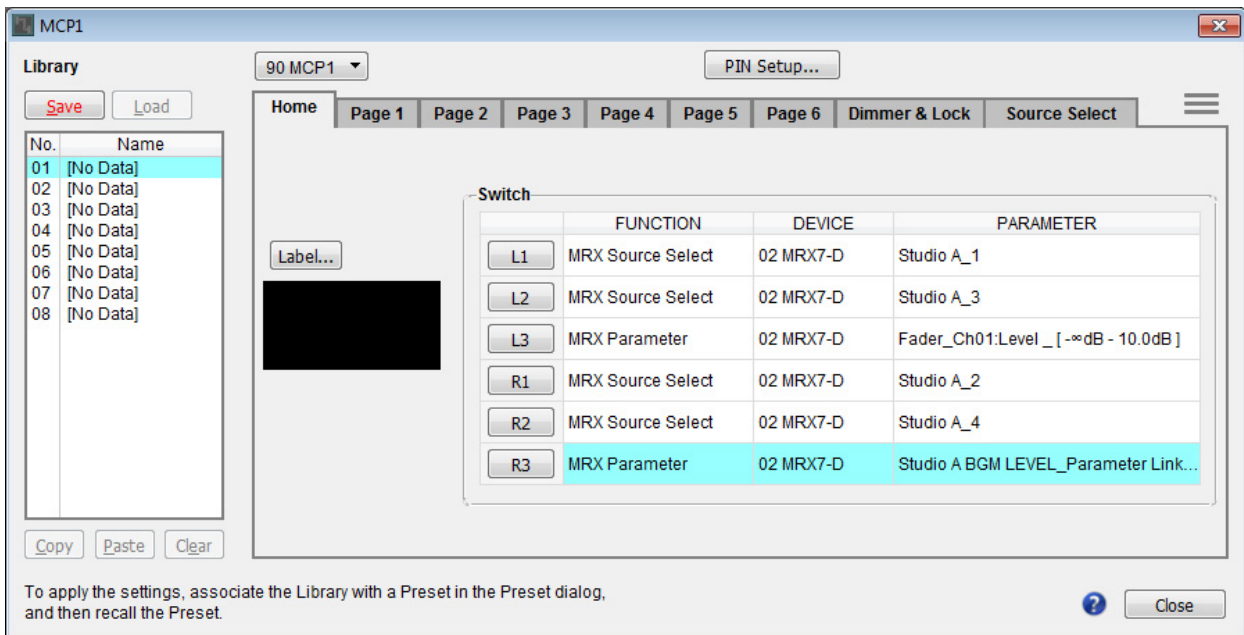 MCP1
Library
90 MCP1
PIN Setup...
Save Load
Home Page 1 Page 2 Page 3 Page 4 Page 5 Page 6 Dimmer & Lock Source Select
No. Name
01 [No Data]
02 [No Data]
03 [No Data]
04 [No Data]
05 [No Data]
06 [No Data]
07 [No Data]
08 [No Data]
Label...
Switch
FUNCTION DEVICE PARAMETER
L1 MRX Source Select 02 MRX7-D Studio A_1
L2 MRX Source Select 02 MRX7-D Studio A_3
L3 MRX Parameter 02 MRX7-D Fader_Ch01:Level _ [ -∞dB - 10.0dB ]
R1 MRX Source Select 02 MRX7-D Studio A_2
R2 MRX Source Select 02 MRX7-D Studio A_4
R3 MRX Parameter 02 MRX7-D Studio A BGM LEVEL_Parameter Link...
Copy Paste Clear
To apply the settings, associate the Library with a Preset in the Preset dialog,
and then recall the Preset.
? Close